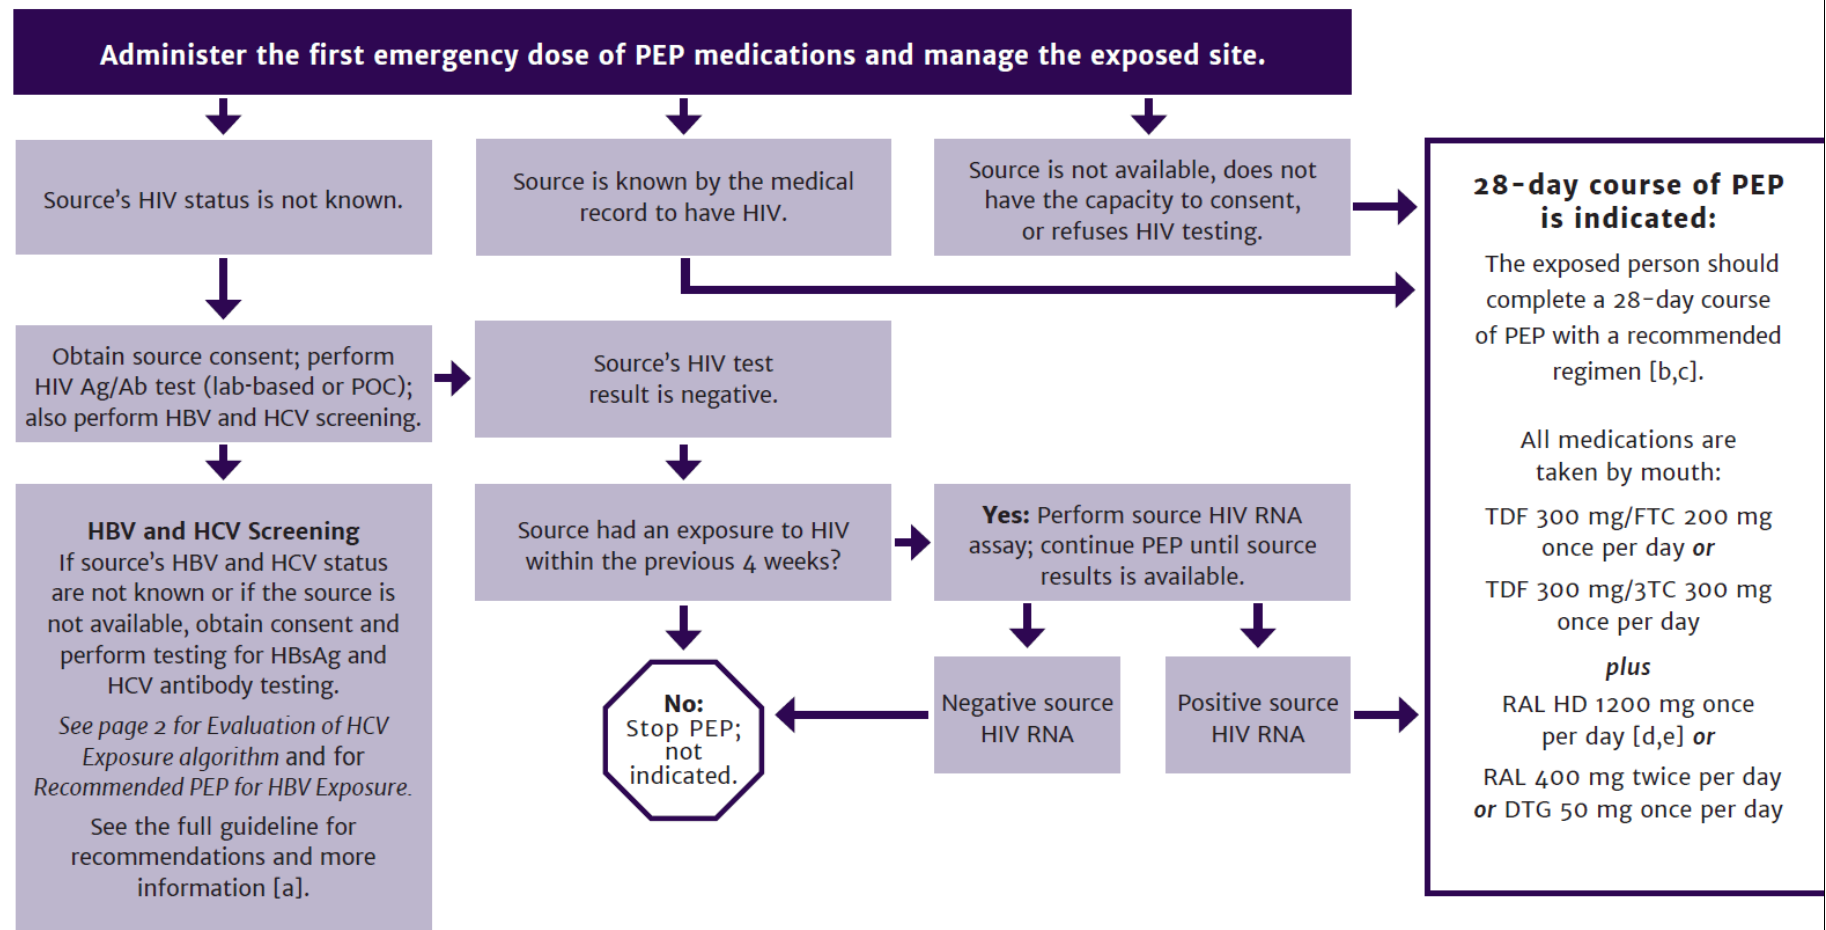 Administer the first emergency dose of PEP medications and manage the exposed site.
Source's HIV status is not known.
Source is known by the medical
record to have HIV.
Source is not available, does not
have the capacity to consent,
or refuses HIV testing.
Obtain source consent; perform
HIV Ag/Ab test (lab-based or POC);
also perform HBV and HCV screening.
Source's HIV test
result is negative.
HBV and HCV Screening
If source's HBV and HCV status
are not known or if the source is
not available, obtain consent and
perform testing for HBsAg and
HCV antibody testing.
See page 2 for Evaluation of HCV
Exposure algorithm and for
Recommended PEP for HBV Exposure.
See the full guideline for
recommendations and more
information [a].
Source had an exposure to HIV
within the previous 4 weeks?
Yes: Perform source HIV RNA
assay; continue PEP until source
results is available.
No:
Stop PEP;
not
indicated.
Negative source
HIV RNA
Positive source
HIV RNA
28-day course of PEP
is indicated:
The exposed person should
complete a 28-day course
of PEP with a recommended
regimen [b,c].
All medications are
taken by mouth:
TDF 300 mg/FTC 200 mg
once per day or
TDF 300 mg/3TC 300 mg
once per day
plus
RAL HD 1200 mg once
per day [d,e] or
RAL 400 mg twice per day
or DTG 50 mg once per day